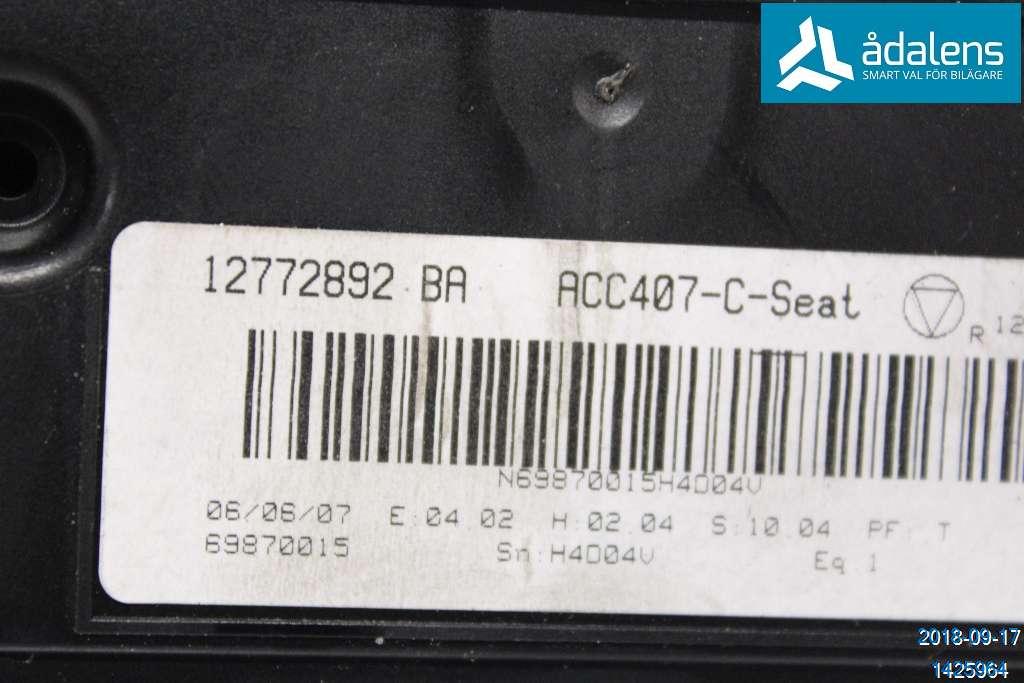 ådalens
SMART VAL FÖR BILÄGARE
12772892 BA ACC407-C-Seat
R 12
N69870015H4D04V
06/06/07 E:04.02 H:02.04 S:10.04 PF: T
69870015 Sn:H4D04V Eq 1
2018-09-17
1425964